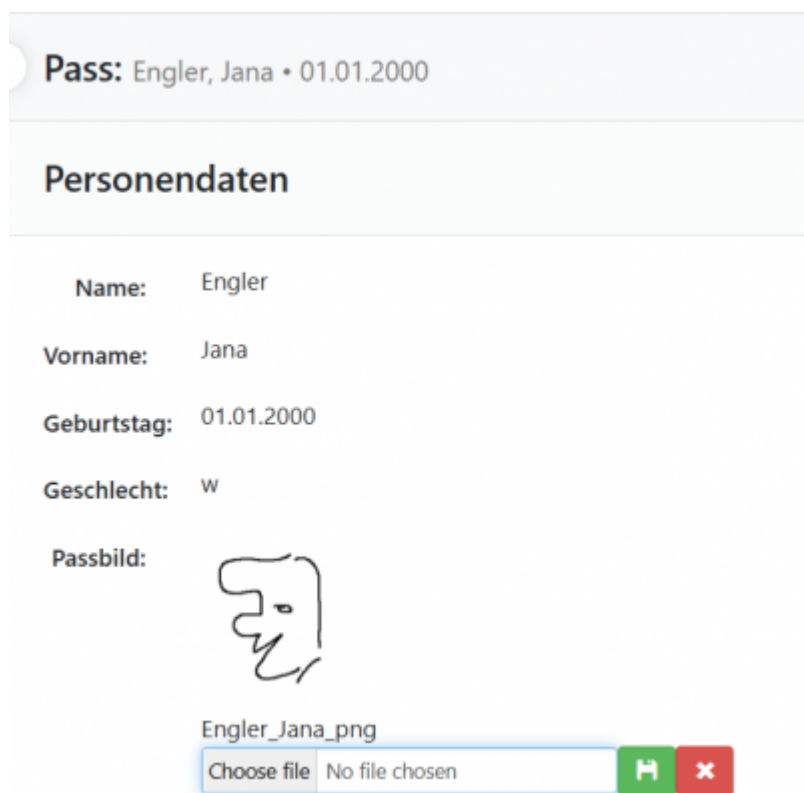 Pass: Engler, Jana • 01.01.2000
Personendaten
Name: Engler
Vorname: Jana
Geburtstag: 01.01.2000
Geschlecht: w
Passbild:
Engler_Jana_png
Choose file No file chosen